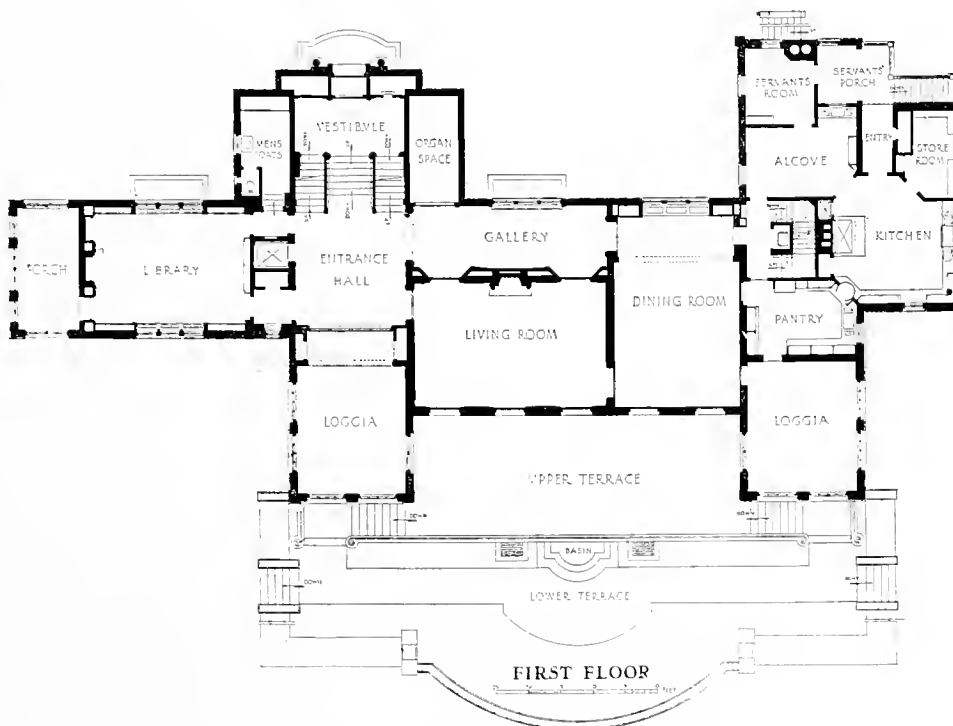 SERVANTS'
ROOM
SERVANTS'
PORCH
VESTIBULE
MENS
COATS
ORGAN
SPACE
ENTRY
STORE
ROOM
ALCOVE
GALLERY
KITCHEN
PORCH
LIBRARY
ENTRANCE
HALL
DINING ROOM
LIVING ROOM
PANTRY
LOGGIA
LOGGIA
UPPER TERRACE
DOWN
DOWN
BASIN
DOWN
LOWER TERRACE
FIRST FLOOR
FEET